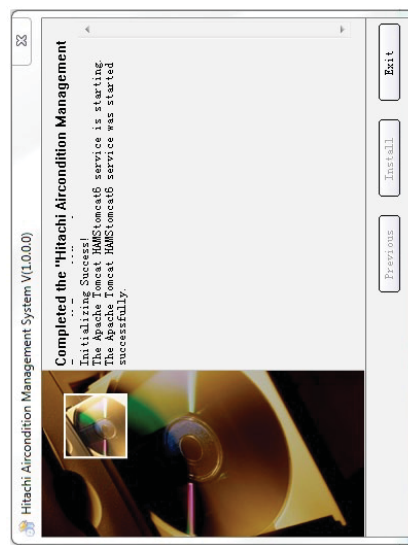 Hitachi Aircondition Management System V(1.0.0.0)
Completed the "Hitachi Aircondition Management
Initializing Success!
The Apache Tomcat HAMStomcat6 service is starting.
The Apache Tomcat HAMStomcat6 service was started
successfully.
Previous
Install
Exit